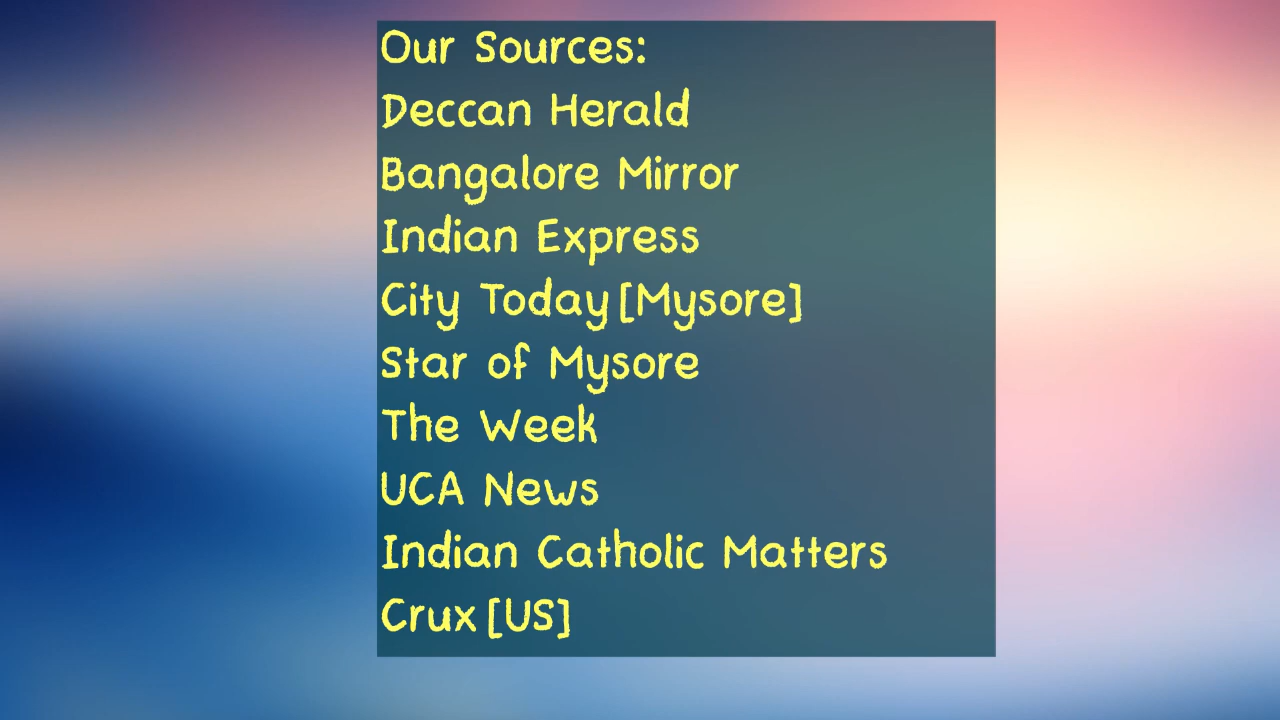 Our Sources:
Deccan Herald
Bangalore Mirror
Indian Express
City Today[Mysore]
Star of Mysore
The Week
UCA News
Indian Catholic Matters
Crux[US]